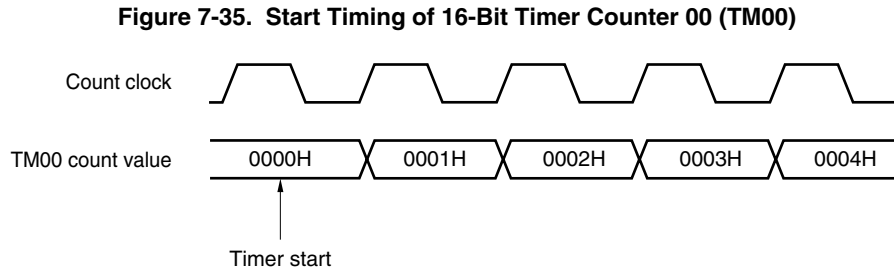 Figure 7-35. Start Timing of 16-Bit Timer Counter 00 (TM00)
Count clock
TM00 count value 0000H 0001H 0002H 0003H 0004H
Timer start